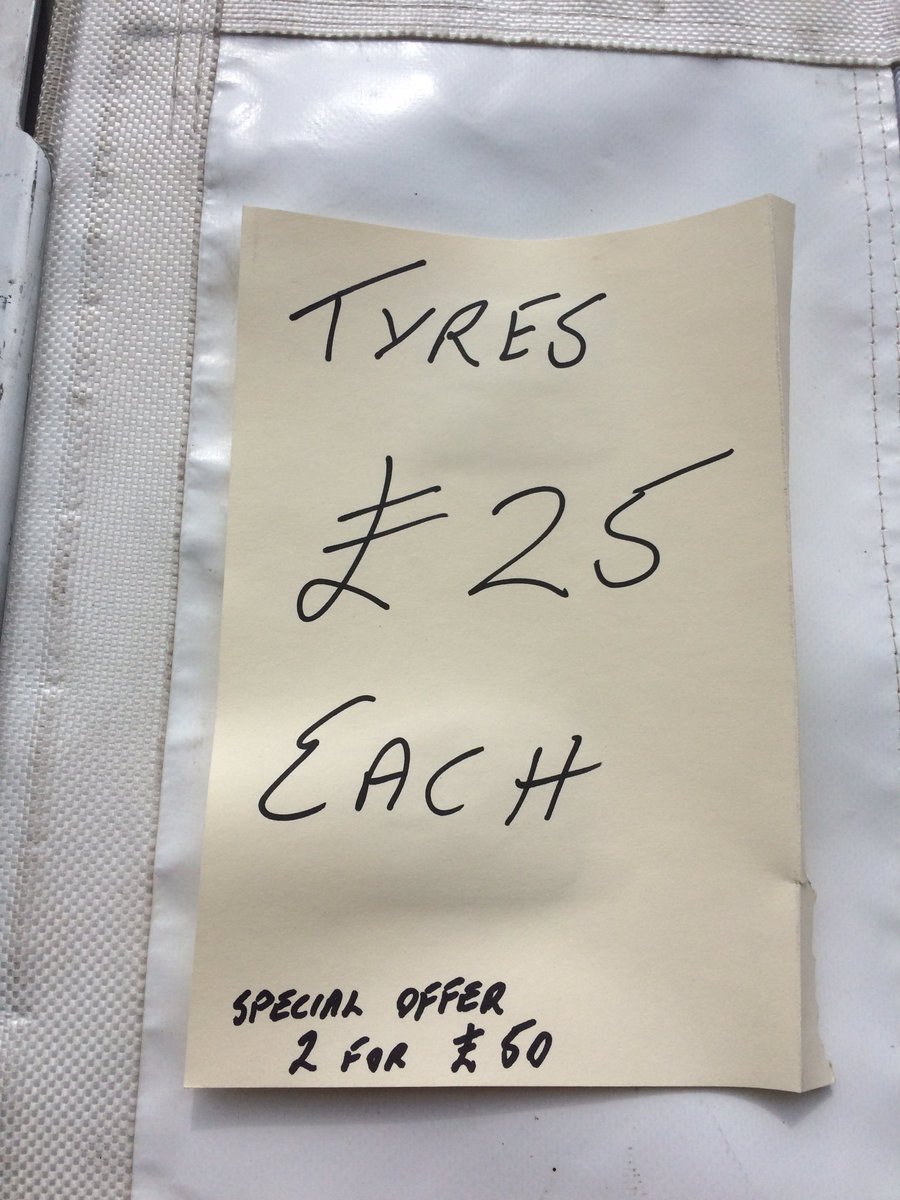 TYRES
£25
EACH
SPECIAL OFFER
2 FOR £50